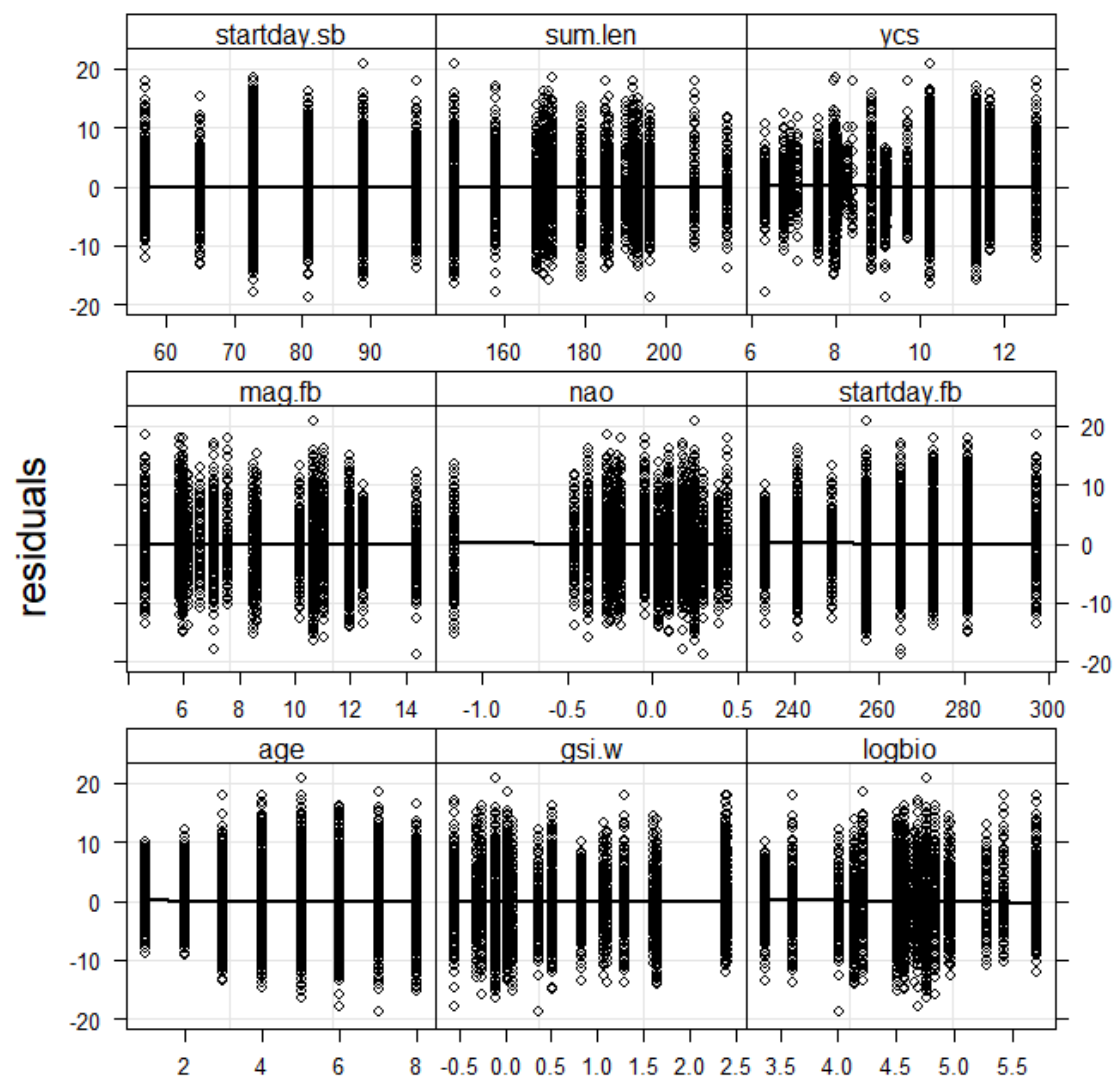 startday.sb sum.len ycs
20
10
0
-10
-20
60 70 80 90 160 180 200 6 8 10 12
mag.fb nao startday.fb
20
10
0
-10
-20
residuals
6 8 10 12 14 -1.0 -0.5 0.0 0.5 240 260 280 300
age gsi.w logbio
20
10
0
-10
-20
2 4 6 8 -0.5 0.0 0.5 1.0 1.5 2.0 2.5 3.5 4.0 4.5 5.0 5.5